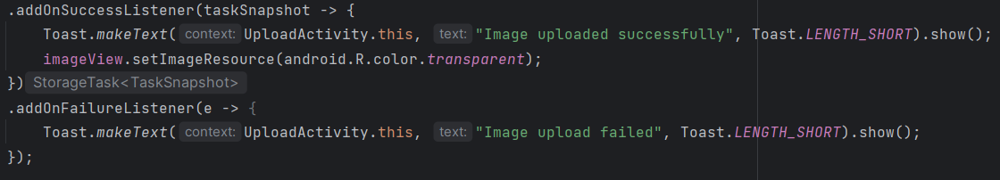 .addOnSuccessListener(taskSnapshot -> {
    Toast.makeText( context: UploadActivity.this,  text: "Image uploaded successfully", Toast.LENGTH_SHORT).show();
    imageView.setImageResource(android.R.color.transparent);
}) StorageTask<TaskSnapshot>
.addOnFailureListener(e -> {
    Toast.makeText( context: UploadActivity.this,  text: "Image upload failed", Toast.LENGTH_SHORT).show();
});